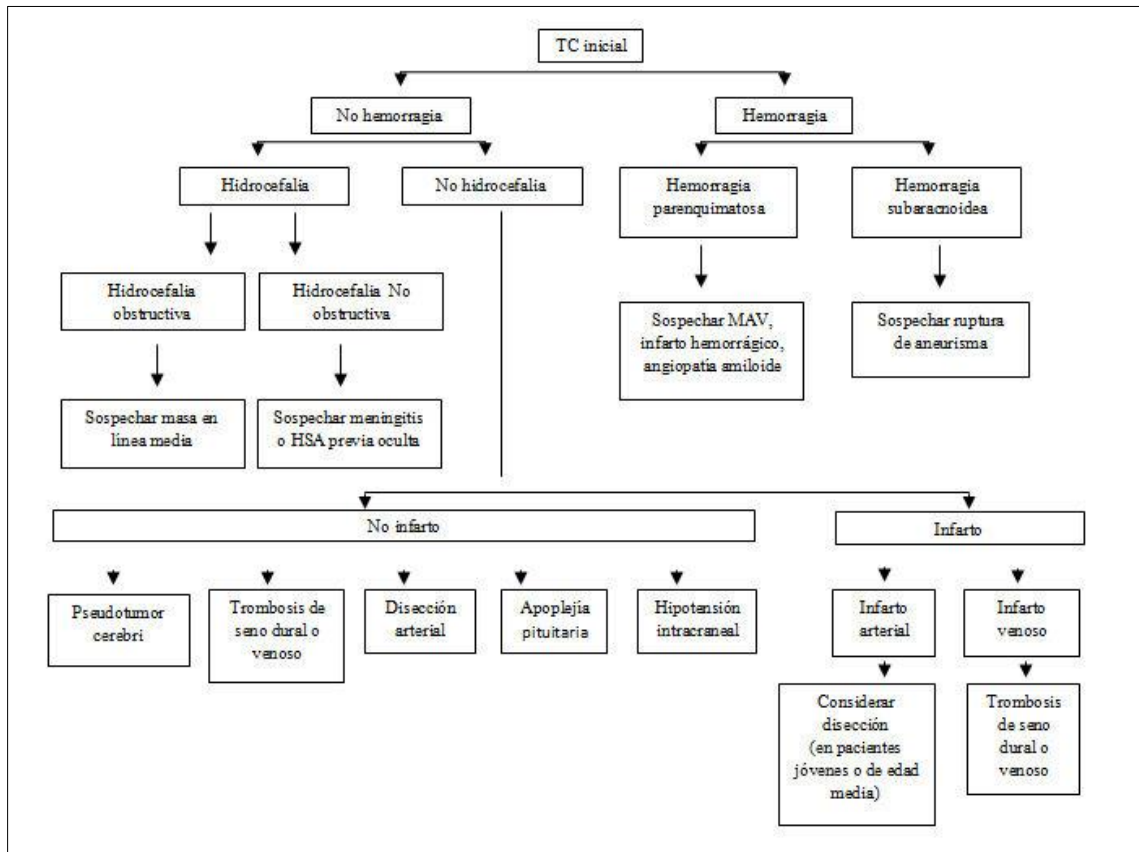 TC inicial
No hemorragia
Hemorragia
Hidrocefalia
No hidrocefalia
Hemorragia
parenquimatosa
Hemorragia
subaracnoidea
Hidrocefalia
obstructiva
Hidrocefalia No
obstructiva
Sospechar MAV,
infarto hemorrágico,
angiopatía amiloide
Sospechar ruptura
de aneurisma
Sospechar masa en
línea media
Sospechar meningitis
o HSA previa oculta
No infarto
Infarto
Pseudotumor
cerebri
Trombosis de
seno dural o
venoso
Disección
arterial
Apoplejía
pituitaria
Hipotensión
intracraneal
Infarto
arterial
Infarto
venoso
Considerar
disección
(en pacientes
jóvenes o de edad
media)
Trombosis
de seno
dural o
venoso